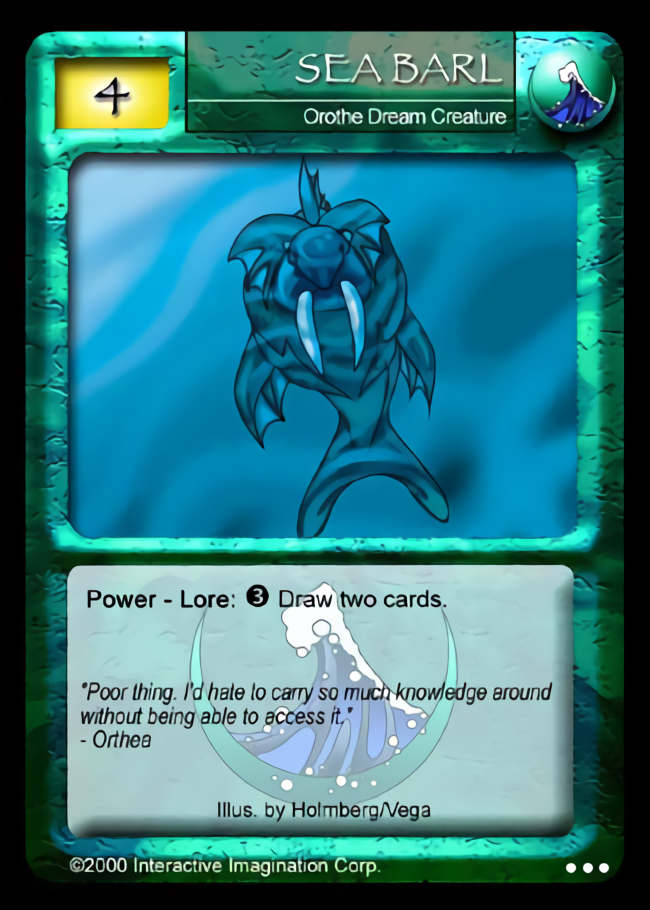 4
SEA BARL
Orothe Dream Creature
Power - Lore: ❸ Draw two cards.
"Poor thing. I'd hate to carry so much knowledge around
without being able to access it."
- Orthea
Illus. by Holmberg/Vega
©2000 Interactive Imagination Corp.